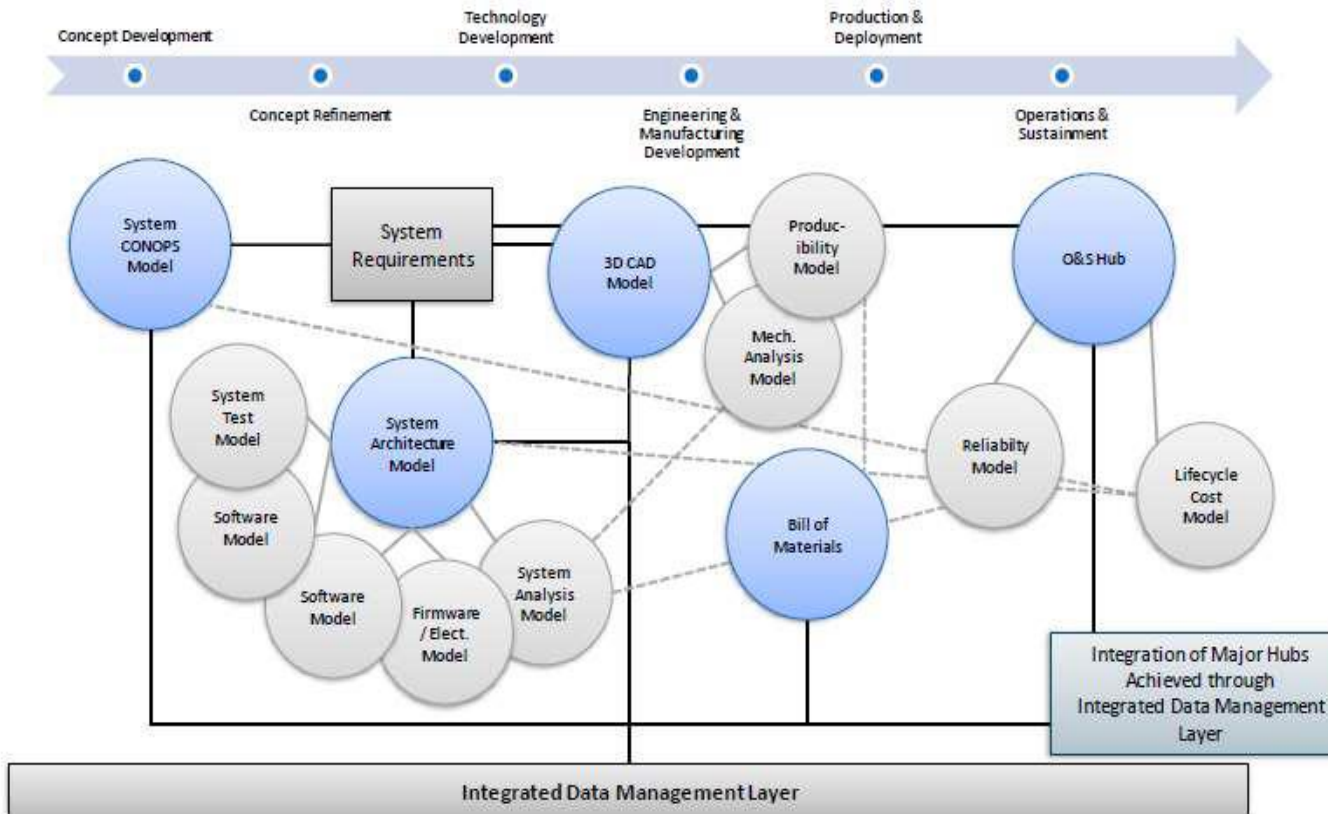 Concept Development
Technology
Development
Production &
Deployment
Concept Refinement
Engineering &
Manufacturing
Development
Operations &
Sustainment
System
CONOPS
Model
System
Requirements
3D CAD
Model
Produc-
ibility
Model
O&S Hub
Mech.
Analysis
Model
System
Test
Model
System
Architecture
Model
Reliabilty
Model
Lifecycle
Cost
Model
Software
Model
Bill of
Materials
Software
Model
Firmware
/ Elect.
Model
System
Analysis
Model
Integration of Major Hubs
Achieved through
Integrated Data Management
Layer
Integrated Data Management Layer